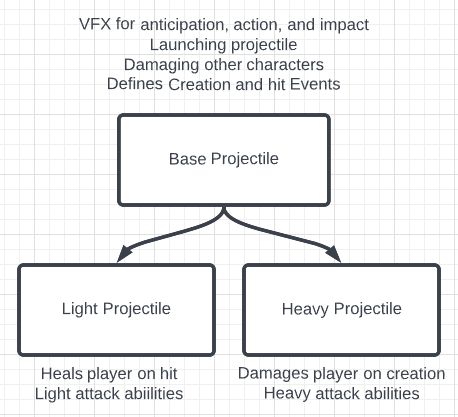 VFX for anticipation, action, and impact
Launching projectile
Damaging other characters
Defines Creation and hit Events
Base Projectile
Light Projectile
Heavy Projectile
Heals player on hit
Light attack abiilities
Damages player on creation
Heavy attack abilities